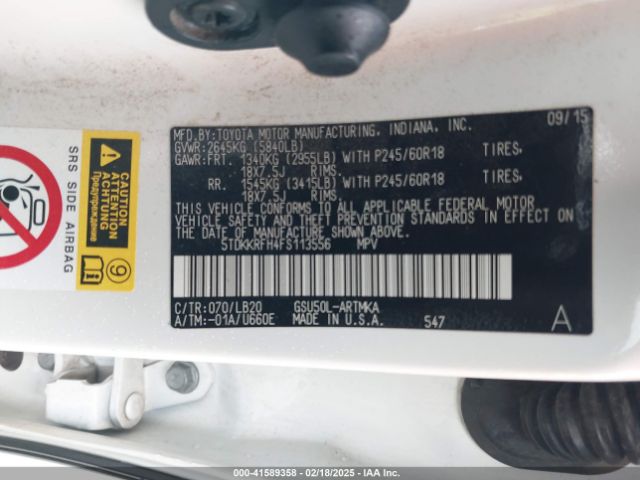 MFD.BY:TOYOTA MOTOR MANUFACTURING, INDIANA, INC. 09/15
GVWR:2645KG (5840LB)
GAWR:FRT. 1340KG (2955LB) WITH P245/60R18 TIRES,
18X7.5J RIMS,
RR. 1545KG (3415LB) WITH P245/60R18 TIRES,
18X7.5J RIMS,
THIS VEHICLE CONFORMS TO ALL APPLICABLE FEDERAL MOTOR
VEHICLE SAFETY AND THEFT PREVENTION STANDARDS IN EFFECT
ON THE DATE OF MANUFACTURE SHOWN ABOVE.
5TDKKRFH4FS113556 MPV
C/TR:070/LB20 GSU50L-ARTMKA
A/TM:-01A/U660E MADE IN U.S.A. 547 A
SRS SIDE AIRBAG
CAUTION
ATTENTION
ACHTUNG
Предупреждение
9
000-41589358 - 02/18/2025 - IAA, Inc.